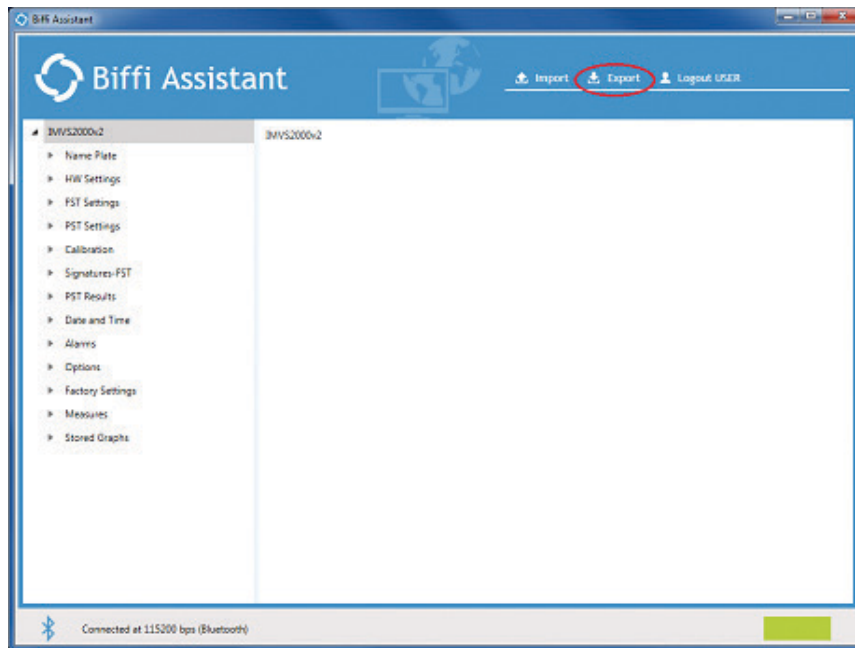 Biffi Assistant
Biffi Assistant
Import Export Logout USER
IMVS2000v2
Name Plate
HW Settings
FST Settings
PST Settings
Calibration
Signatures-FST
PST Results
Date and Time
Alarms
Options
Factory Settings
Measures
Stored Graphs
IMVS2000v2
Connected at 115200 bps (Bluetooth)